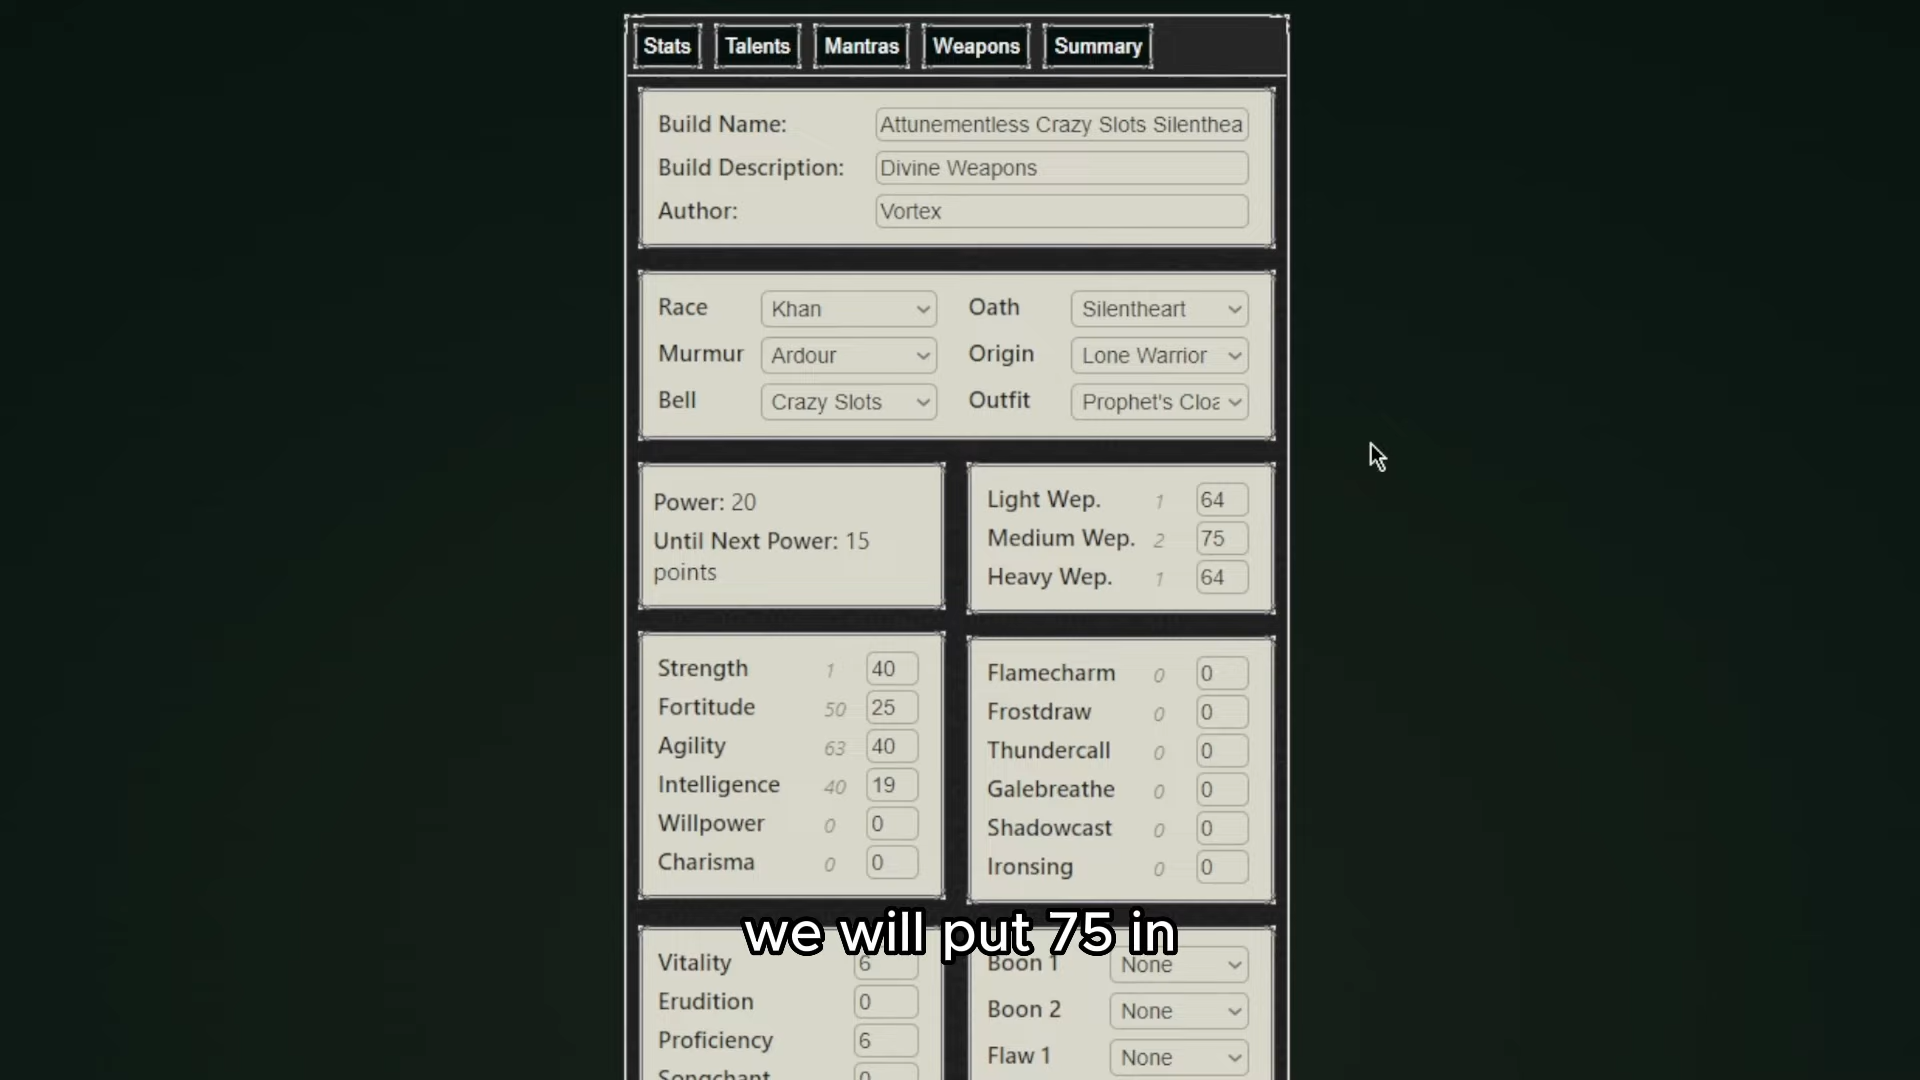 Stats Talents Mantras Weapons Summary
Build Name: Attunementless Crazy Slots Silenthea
Build Description: Divine Weapons
Author: Vortex
Race Khan Oath Silentheart
Murmur Ardour Origin Lone Warrior
Bell Crazy Slots Outfit Prophet's Cloa
Power: 20
Until Next Power: 15
points
Light Wep. 1 64
Medium Wep. 2 75
Heavy Wep. 1 64
Strength 1 40
Fortitude 50 25
Agility 63 40
Intelligence 40 19
Willpower 0 0
Charisma 0 0
Flamecharm 0 0
Frostdraw 0 0
Thundercall 0 0
Galebreathe 0 0
Shadowcast 0 0
Ironsing 0 0
we will put 75 in
Vitality 6
Erudition 0
Proficiency 6
Songchant 0
Boon 1 None
Boon 2 None
Flaw 1 None